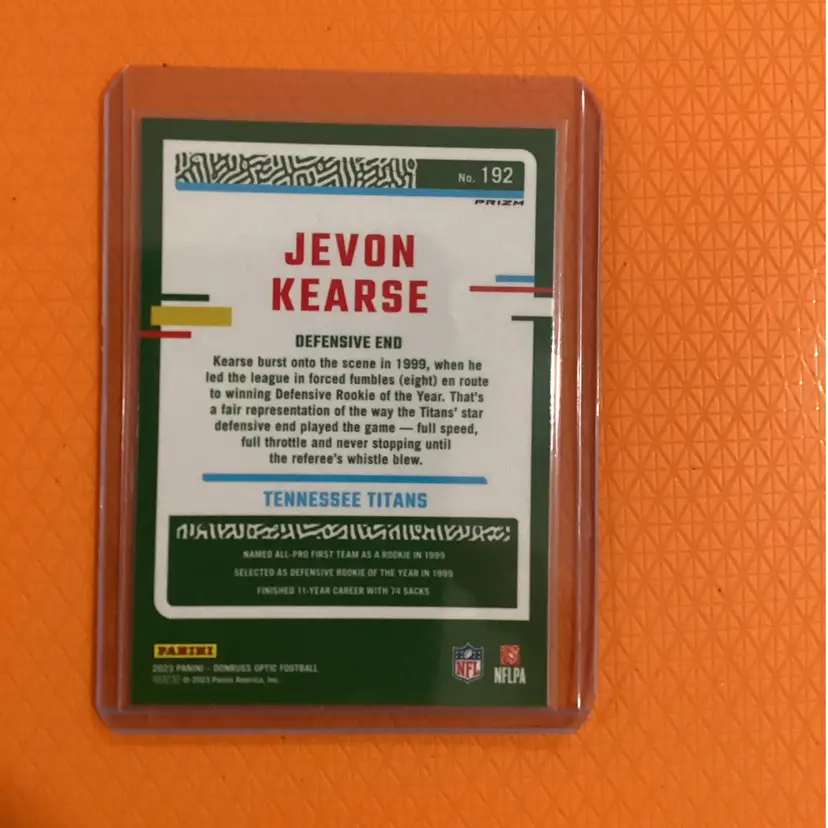 No. 192
PRIZM
JEVON
KEARSE
DEFENSIVE END
Kearse burst onto the scene in 1999, when he
led the league in forced fumbles (eight) en route
to winning Defensive Rookie of the Year. That's
a fair representation of the way the Titans' star
defensive end played the game — full speed,
full throttle and never stopping until
the referee's whistle blew.
TENNESSEE TITANS
NAMED ALL-PRO FIRST TEAM AS A ROOKIE IN 1999
SELECTED AS DEFENSIVE ROOKIE OF THE YEAR IN 1999
FINISHED 11-YEAR CAREER WITH 74 SACKS
PANINI
2023 PANINI - DONRUSS OPTIC FOOTBALL
© 2023 Panini America, Inc.
NFL
NFLPA